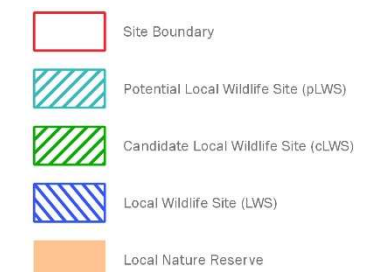 Site Boundary
Potential Local Wildlife Site (pLWS)
Candidate Local Wildlife Site (cLWS)
Local Wildlife Site (LWS)
Local Nature Reserve